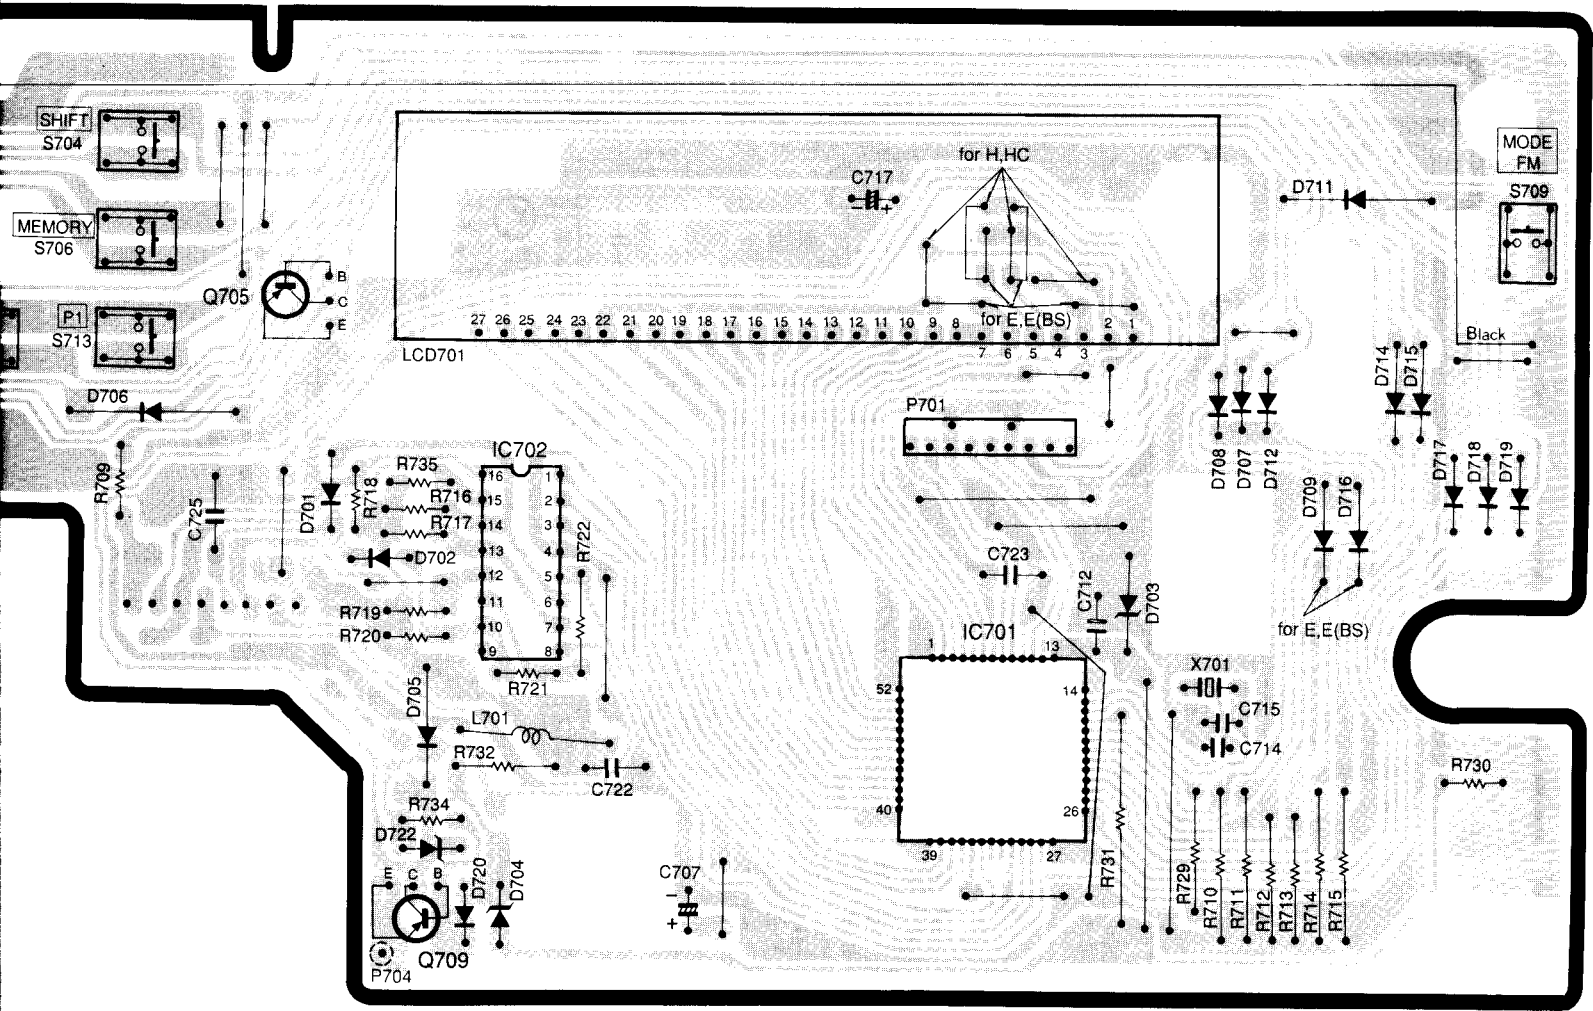 SHIFT
S704
MEMORY
S706
P1
S713
Q705
B
C
E
C717
− +
for H,HC
for E,E(BS)
27 26 25 24 23 22 21 20 19 18 17 16 15 14 13 12 11 10 9 8 7 6 5 4 3 2 1
LCD701
D711
MODE
FM
S709
Black
D706
R709
C725
D701
R718
R735
R716
R717
D702
R719
R720
IC702
16 1
15 2
14 3
13 4
12 5
11 6
10 7
9 8
R722
R721
P701
D708
D707
D712
D714
D715
D717
D718
D719
D709
D716
for E,E(BS)
C723
C712
D703
IC701
1 13
52 14
40 26
39 27
X701
C715
C714
D705
L701
R732
C722
R734
D722
E C B
D720
D704
Q709
P704
C707
−
+
R731
R729
R710
R711
R712
R713
R714
R715
R730